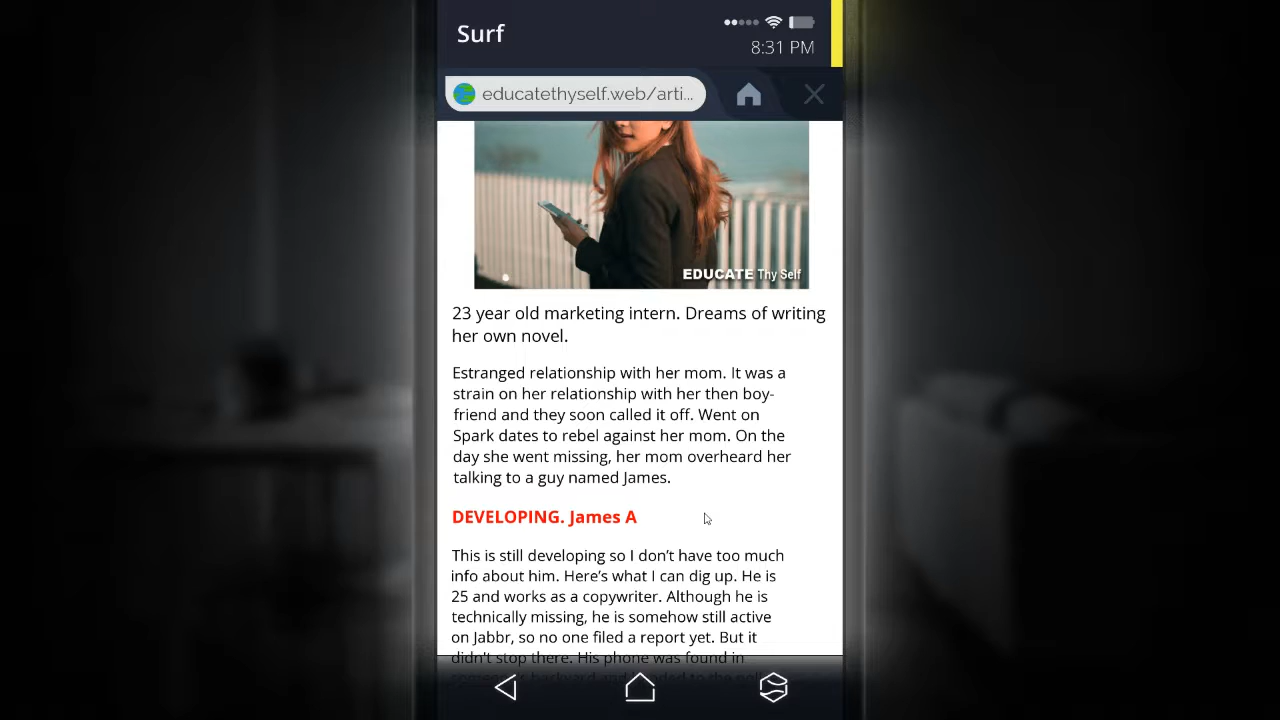 Surf
8:31 PM
educatethyself.web/arti...
EDUCATE Thy Self
23 year old marketing intern. Dreams of writing
her own novel.
Estranged relationship with her mom. It was a
strain on her relationship with her then boy-
friend and they soon called it off. Went on
Spark dates to rebel against her mom. On the
day she went missing, her mom overheard her
talking to a guy named James.
DEVELOPING. James A
This is still developing so I don't have too much
info about him. Here's what I can dig up. He is
25 and works as a copywriter. Although he is
technically missing, he is somehow still active
on Jabbr, so no one filed a report yet. But it
didn't stop there. His phone was found in